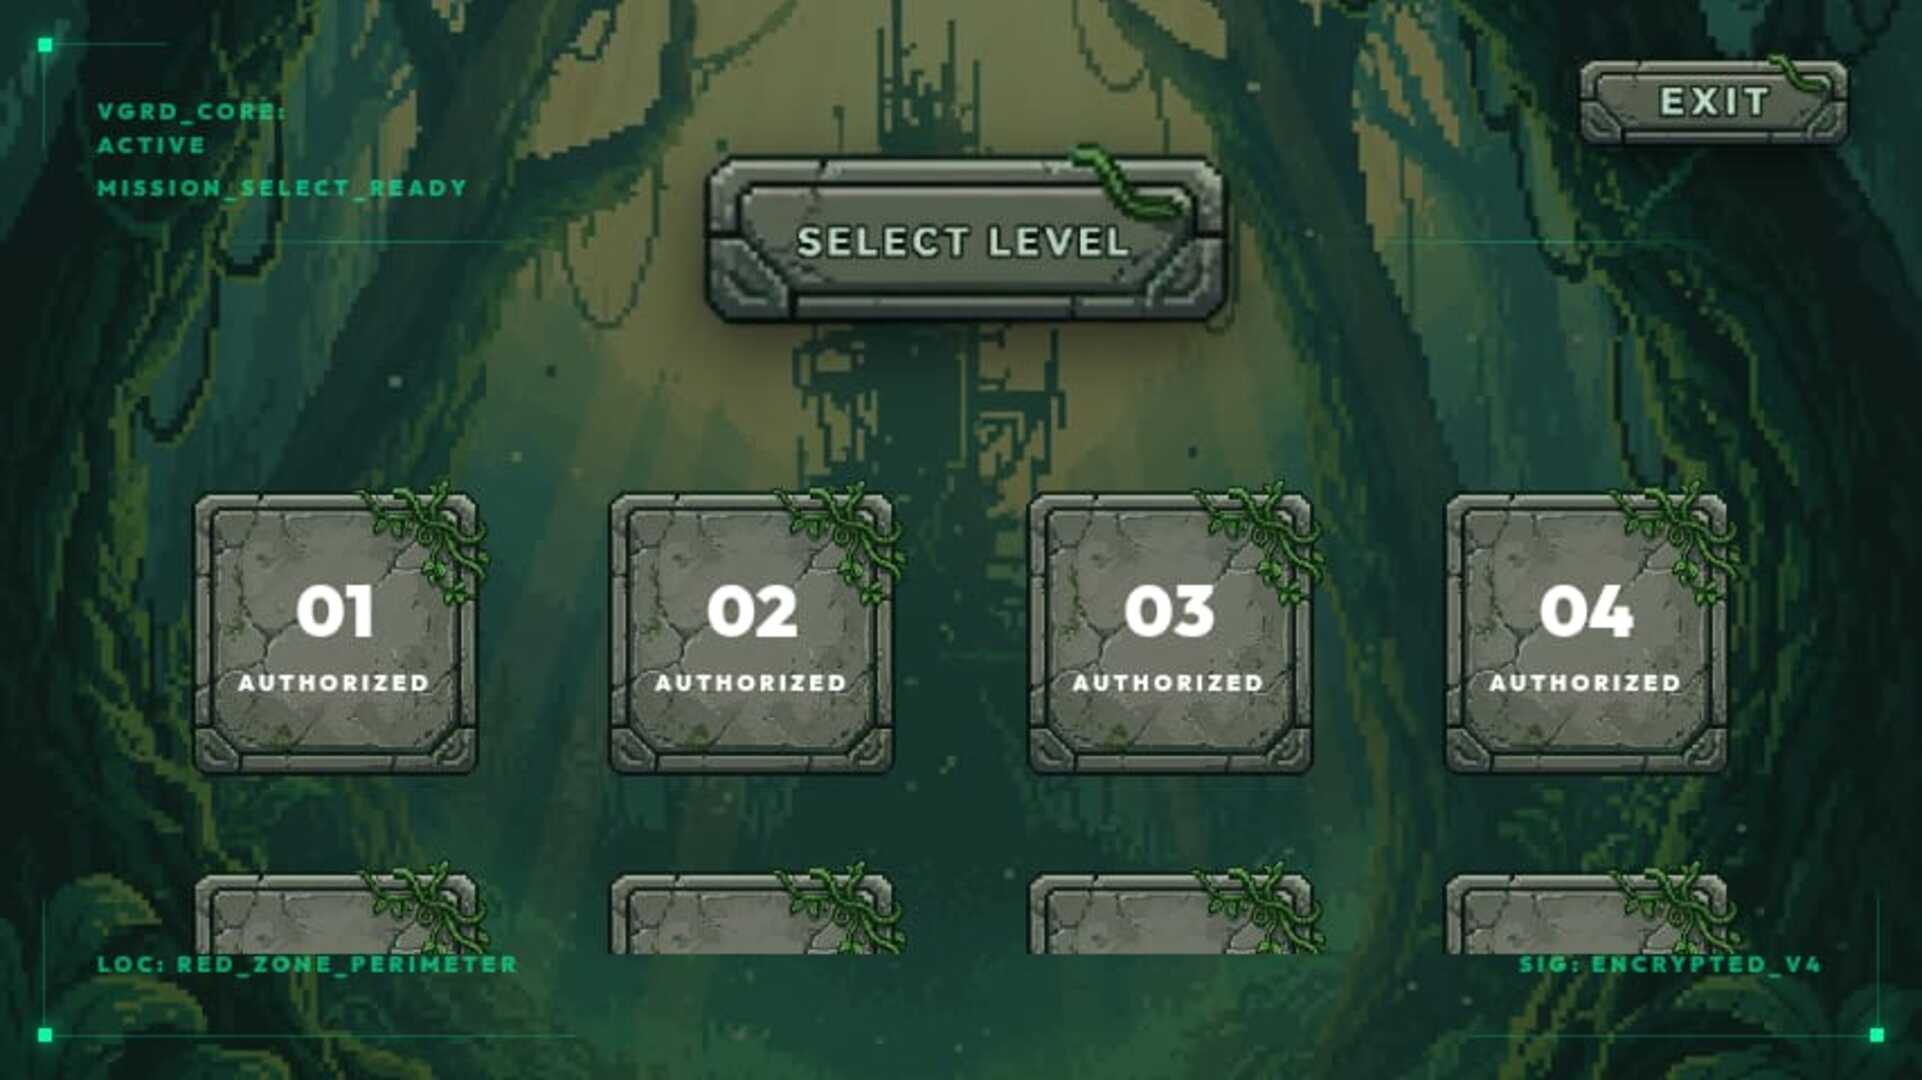 VGRD_CORE:
ACTIVE
MISSION_SELECT_READY
EXIT
SELECT LEVEL
01
AUTHORIZED
02
AUTHORIZED
03
AUTHORIZED
04
AUTHORIZED
LOC: RED_ZONE_PERIMETER
SIG: ENCRYPTED_V4